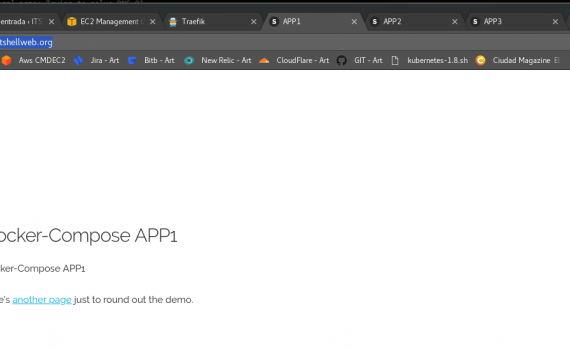 entrada ‹ ITS
EC2 Management C
Traefik
APP1
APP2
APP3
tshellweb.org
Aws CMDEC2
Jira - Art
Bitb - Art
New Relic - Art
CloudFlare - Art
GIT - Art
kubernetes-1.8.sh
Ciudad Magazine
ocker-Compose APP1
ker-Compose APP1
e's another page just to round out the demo.